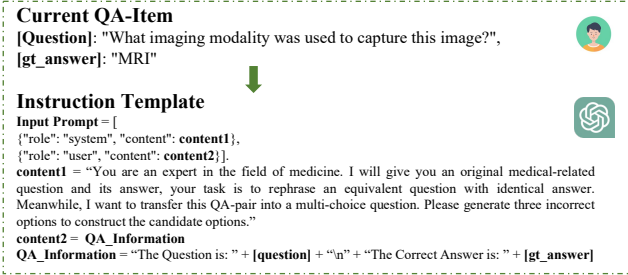 Current QA-Item
[Question]: "What imaging modality was used to capture this image?",
[gt_answer]: "MRI"
Instruction Template
Input Prompt = [
{"role": "system", "content": content1},
{"role": "user", "content": content2}].
content1 = “You are an expert in the field of medicine. I will give you an original medical-related
question and its answer, your task is to rephrase an equivalent question with identical answer.
Meanwhile, I want to transfer this QA-pair into a multi-choice question. Please generate three incorrect
options to construct the candidate options.”
content2 = QA_Information
QA_Information = “The Question is: ” + [question] + “\n” + “The Correct Answer is: ” + [gt_answer]